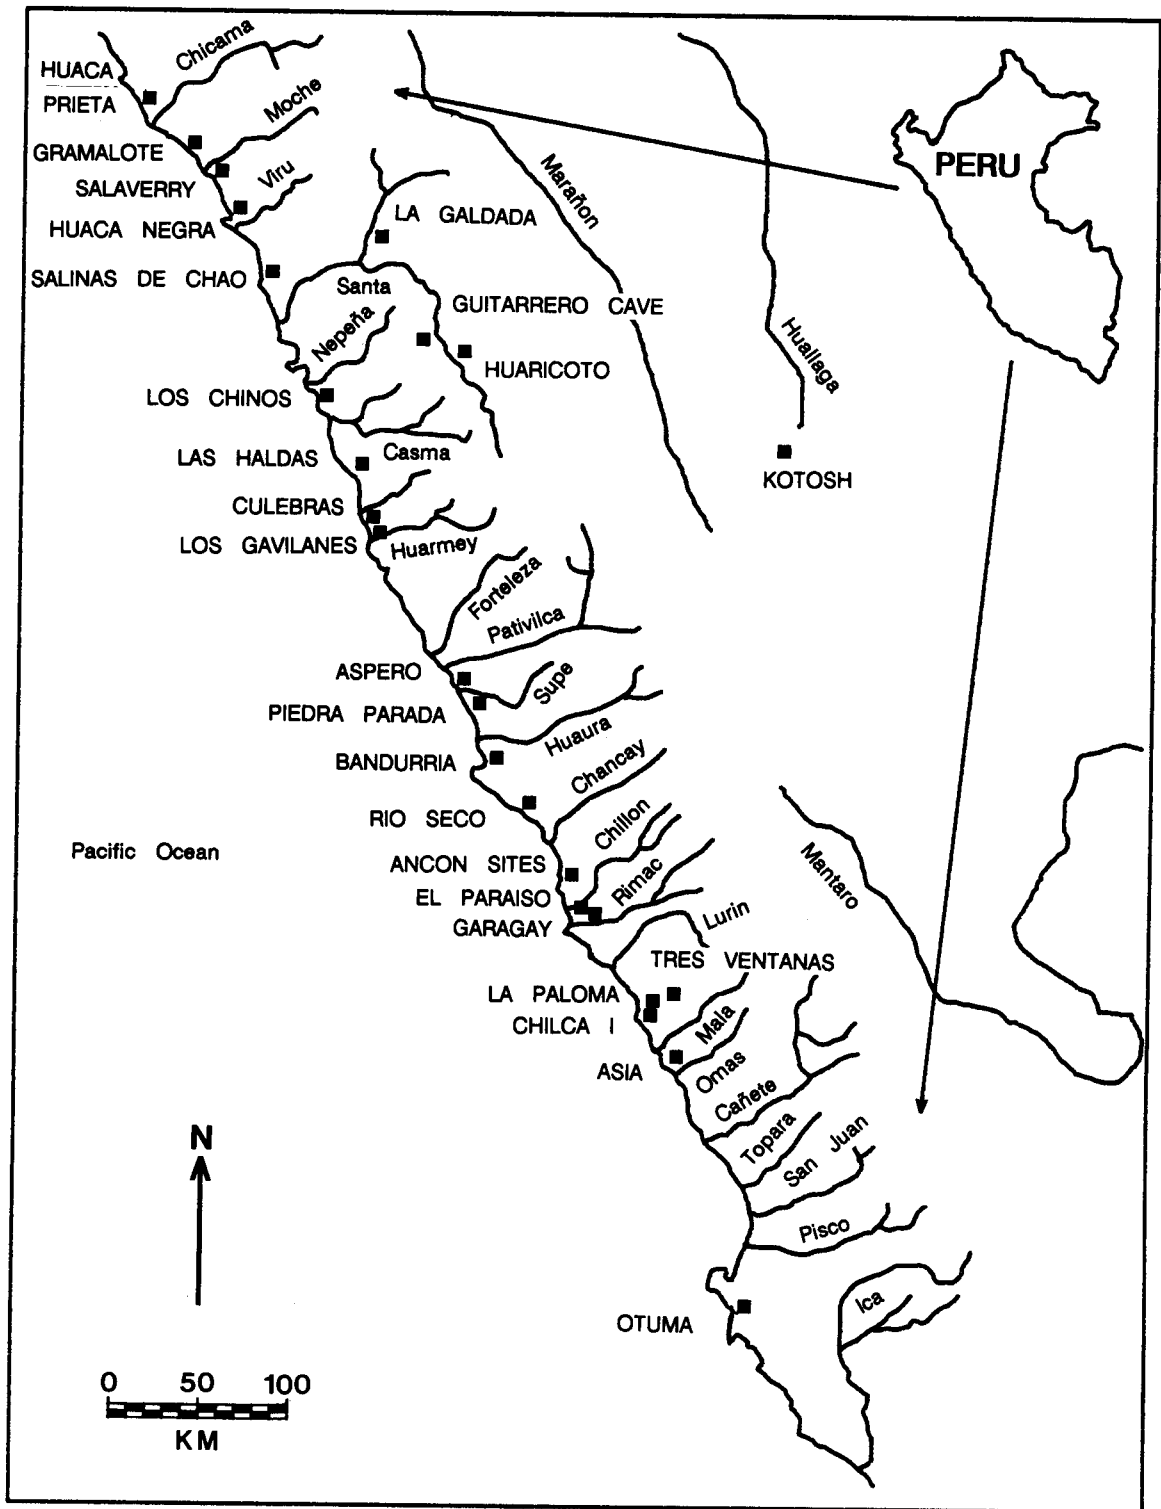 Chicama
HUACA
PRIETA
Moche
GRAMALOTE
SALAVERRY
Viru
HUACA NEGRA
SALINAS DE CHAO
LA GALDADA
Marañon
PERU
Santa
GUITARRERO CAVE
Nepeña
HUARICOTO
Huallaga
LOS CHINOS
Casma
LAS HALDAS
KOTOSH
CULEBRAS
LOS GAVILANES
Huarmey
Forteleza
Pativilca
ASPERO
Supe
PIEDRA PARADA
Huaura
BANDURRIA
Chancay
RIO SECO
Chillon
Pacific Ocean
ANCON SITES
Rimac
Mantaro
EL PARAISO
GARAGAY
Lurin
TRES VENTANAS
LA PALOMA
CHILCA I
Mala
ASIA
Omas
Cañete
Topara
San Juan
N
Pisco
Ica
OTUMA
0 50 100
KM